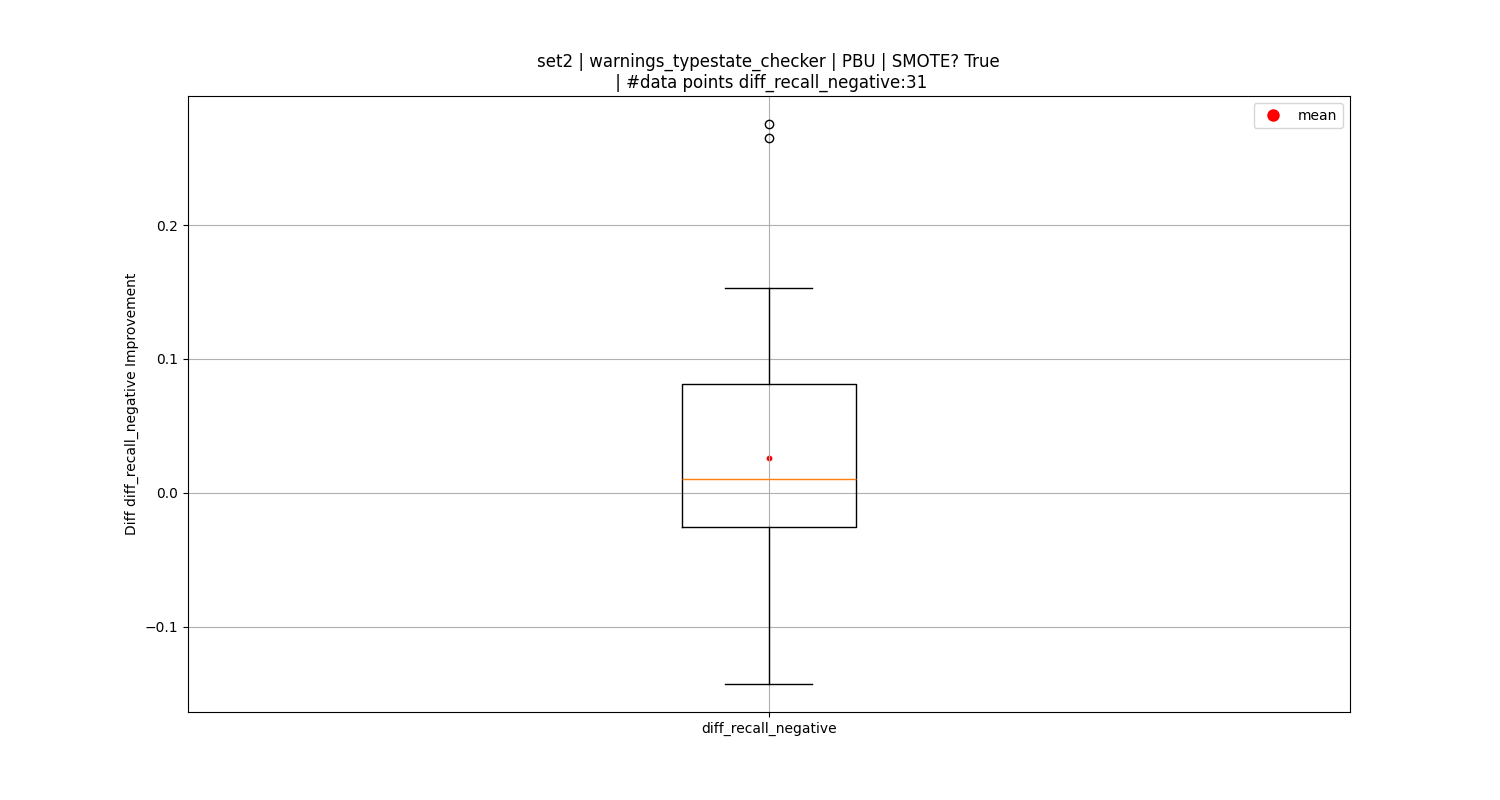 set2 | warnings_typestate_checker | PBU | SMOTE? True
| #data points diff_recall_negative:31
mean
0.2
0.1
0.0
−0.1
Diff diff_recall_negative Improvement
diff_recall_negative